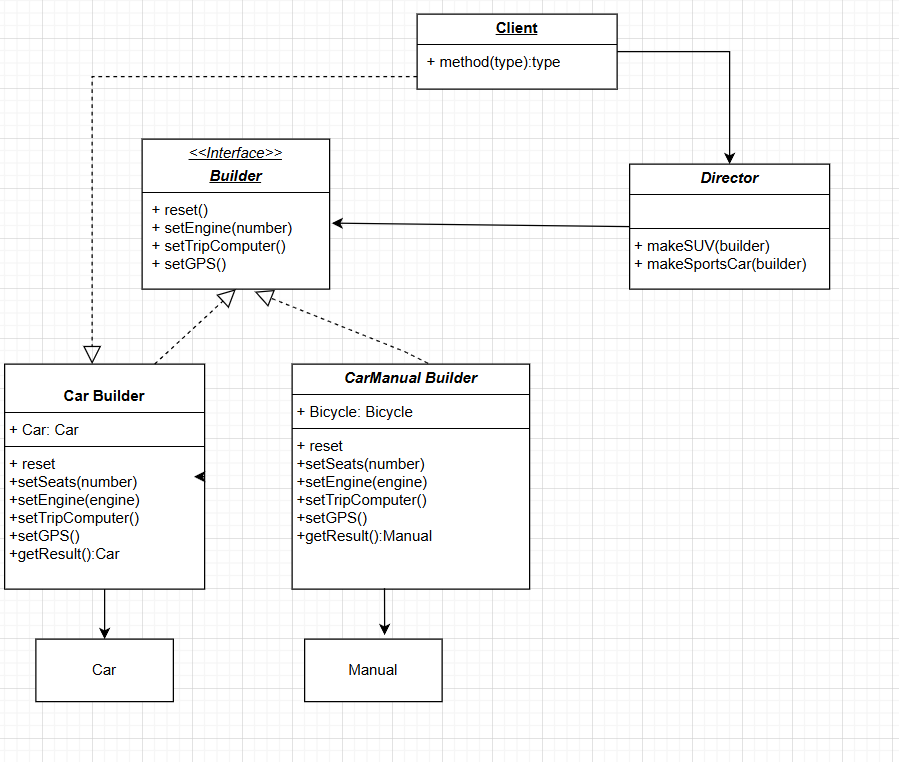 Client
+ method(type):type
<<Interface>>
Builder
+ reset()
+ setEngine(number)
+ setTripComputer()
+ setGPS()
Director
+ makeSUV(builder)
+ makeSportsCar(builder)
Car Builder
+ Car: Car
+ reset
+setSeats(number)
+setEngine(engine)
+setTripComputer()
+setGPS()
+getResult():Car
CarManual Builder
+ Bicycle: Bicycle
+ reset
+setSeats(number)
+setEngine(engine)
+setTripComputer()
+setGPS()
+getResult():Manual
Car
Manual